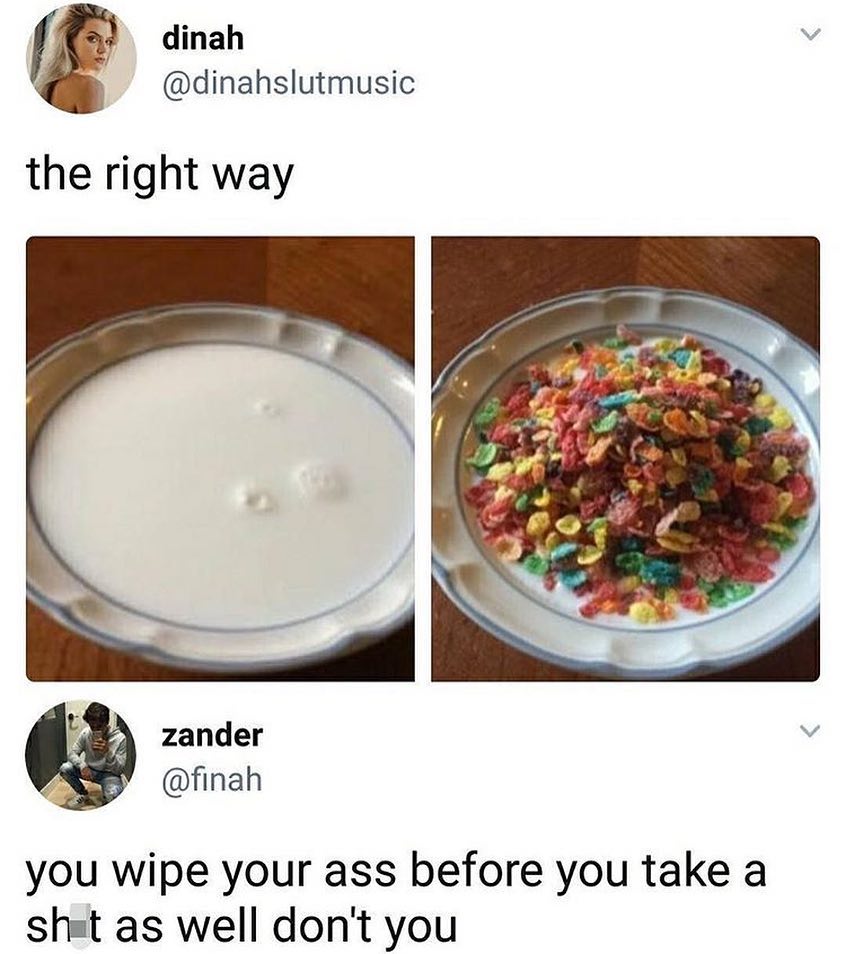 dinah
@dinahslutmusic
the right way
zander
@finah
you wipe your ass before you take a
sh t as well don't you